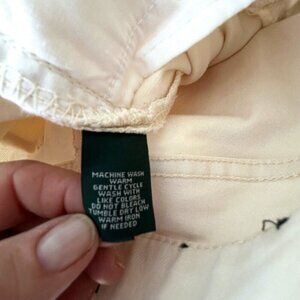 MACHINE WASH
WARM
GENTLE CYCLE
WASH WITH
LIKE COLORS
DO NOT BLEACH
TUMBLE DRY LOW
WARM IRON
IF NEEDED